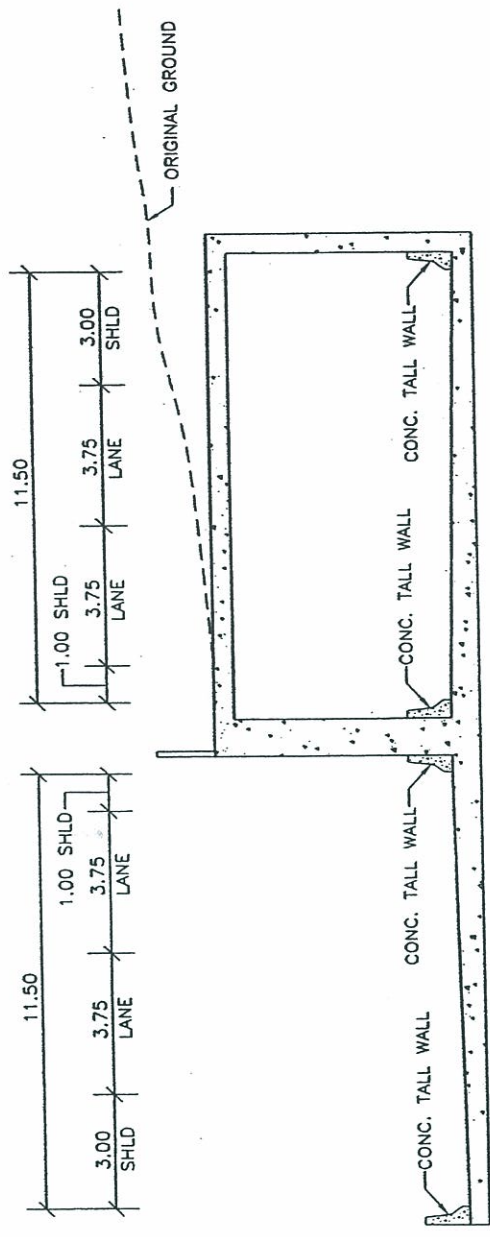 11.50
11.50
3.00
SHLD
3.75
LANE
3.75
LANE
1.00 SHLD
1.00 SHLD
3.75
LANE
3.75
LANE
3.00
SHLD
ORIGINAL GROUND
CONC. TALL WALL
CONC. TALL WALL
CONC. TALL WALL
CONC. TALL WALL